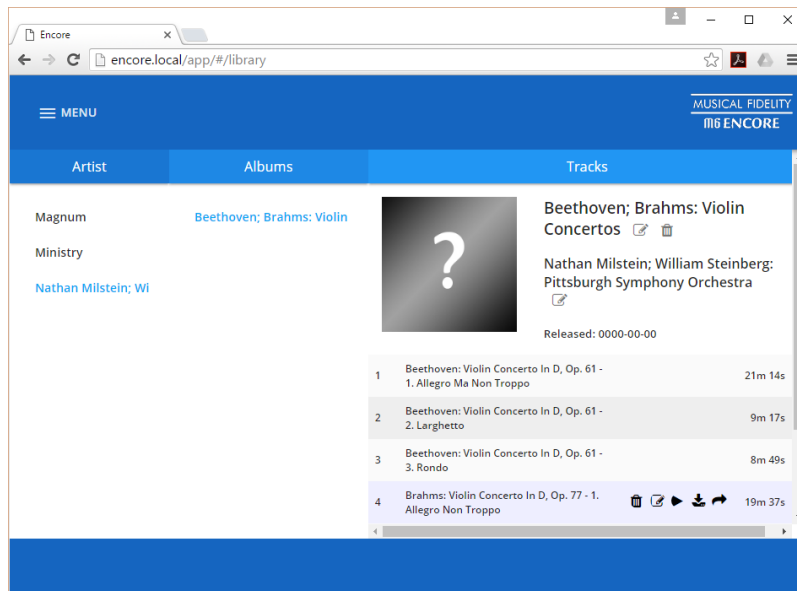 Encore
encore.local/app/#/library
MENU
MUSICAL FIDELITY
M6 ENCORE
Artist
Albums
Tracks
Magnum
Ministry
Nathan Milstein; Wi
Beethoven; Brahms: Violin
?
Beethoven; Brahms: Violin
Concertos
Nathan Milstein; William Steinberg:
Pittsburgh Symphony Orchestra
Released: 0000-00-00
1
Beethoven: Violin Concerto In D, Op. 61 -
1. Allegro Ma Non Troppo
21m 14s
2
Beethoven: Violin Concerto In D, Op. 61 -
2. Larghetto
9m 17s
3
Beethoven: Violin Concerto In D, Op. 61 -
3. Rondo
8m 49s
4
Brahms: Violin Concerto In D, Op. 77 - 1.
Allegro Non Troppo
19m 37s